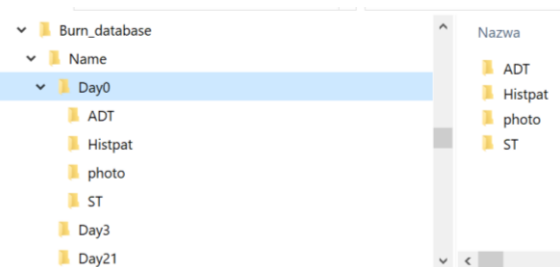 Burn_database
Name
Day0
ADT
Histpat
photo
ST
Day3
Day21
Nazwa
ADT
Histpat
photo
ST